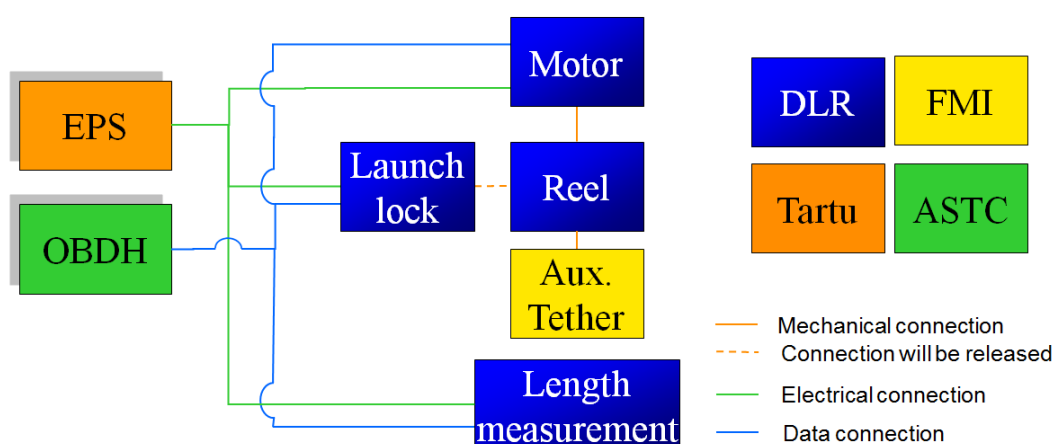 EPS
OBDH
Motor
Launch
lock
Reel
Aux.
Tether
Length
measurement
DLR
FMI
Tartu
ASTC
Mechanical connection
Connection will be released
Electrical connection
Data connection